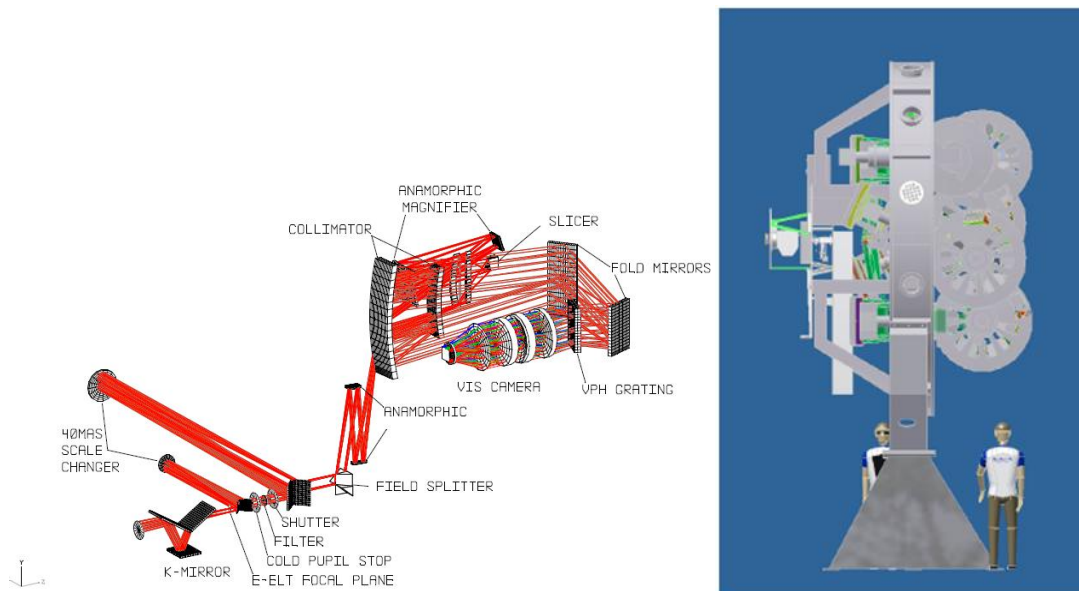 ANAMORPHIC
MAGNIFIER
COLLIMATOR
SLICER
FOLD MIRRORS
VIS CAMERA
VPH GRATING
ANAMORPHIC
40MAS
SCALE
CHANGER
FIELD SPLITTER
SHUTTER
FILTER
COLD PUPIL STOP
K-MIRROR
E-ELT FOCAL PLANE
Y